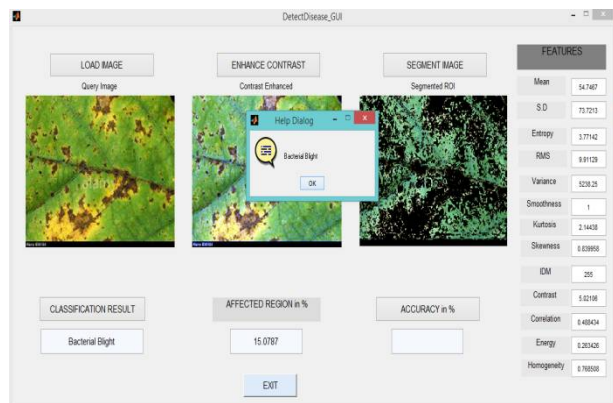 DetectDisease_GUI
LOAD IMAGE
ENHANCE CONTRAST
SEGMENT IMAGE
FEATURES
Query Image
Contrast Enhanced
Segmented ROI
Help Dialog
Bacterial Blight
OK
Mean 54.7467
S.D 73.7213
Entropy 3.77142
RMS 9.91129
Variance 5238.25
Smoothness 1
Kurtosis 2.14438
Skewness 0.839958
IDM 255
Contrast 5.02106
Correlation 0.488434
Energy 0.283426
Homogeneity 0.768508
CLASSIFICATION RESULT
AFFECTED REGION in %
ACCURACY in %
Bacterial Blight
15.0787
EXIT